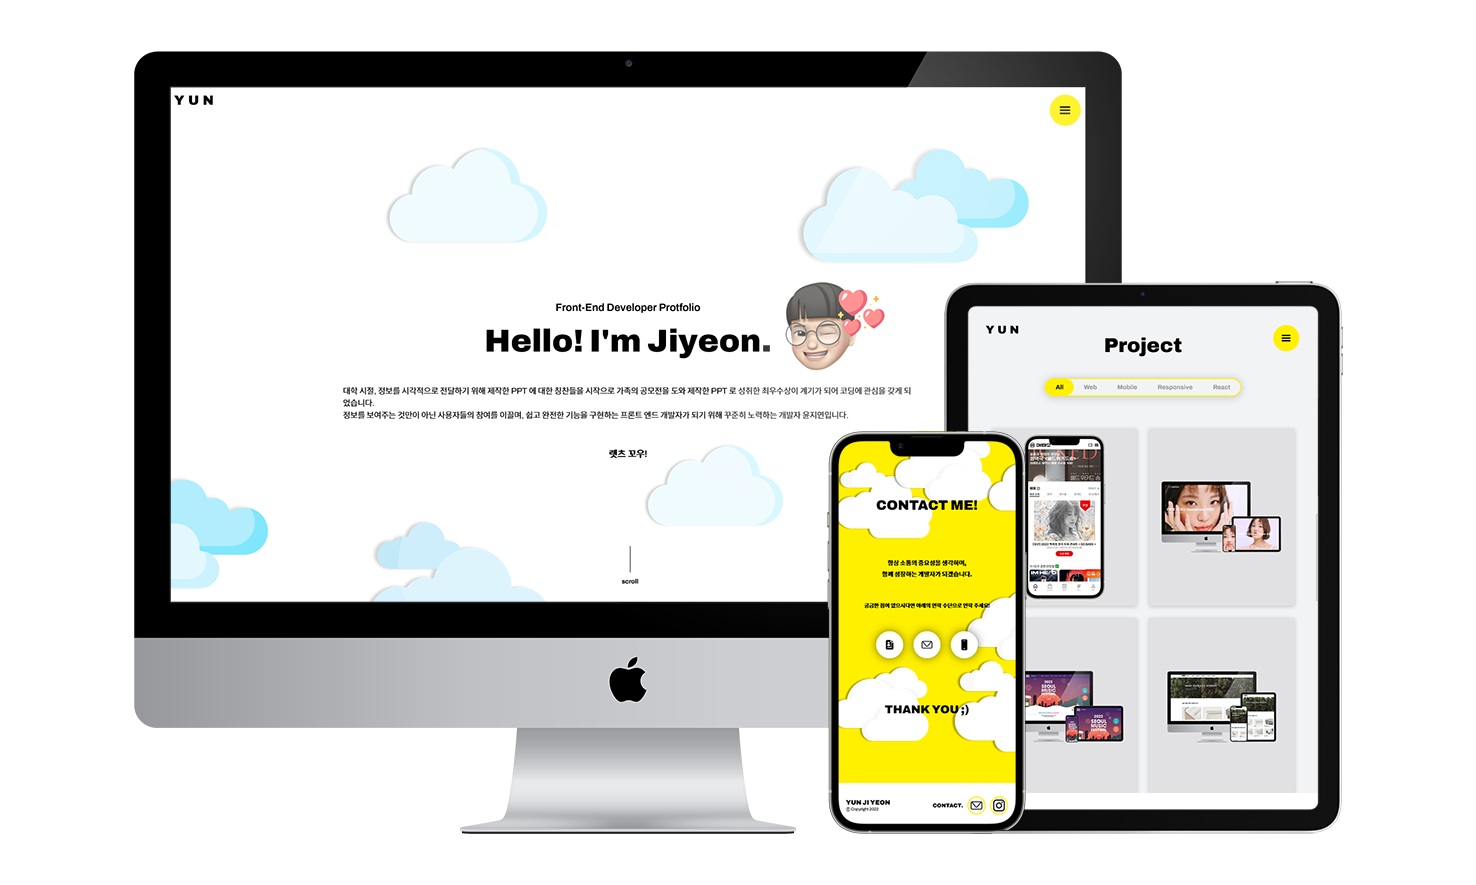 YUN
Front-End Developer Protfolio
Hello! I'm Jiyeon.
대학 시절, 정보를 시각적으로 전달하기 위해 제작한 PPT 에 대한 칭찬들을 시작으로 가족의 공모전을 도와 제작한 PPT 로 성취한 최우수상이 계기가 되어 코딩에 관심을 갖게 되
었습니다.
정보를 보여주는 것만이 아닌 사용자들의 참여를 이끌며, 쉽고 완전한 기능을 구현하는 프론트 엔드 개발자가 되기 위해 꾸준히 노력하는 개발자 윤지연입니다.
렛츠 꼬우!
scroll
YUN
Project
All Web Mobile Responsive React
2022
SEOUL
MUSIC
FESTIVAL
2022
SEOUL
MUSIC
FESTIVAL
CONTACT ME!
항상 소통의 중요성을 생각하며,
함께 성장하는 개발자가 되겠습니다.
궁금한 점이 있으시다면 아래의 연락 수단으로 연락 주세요!
THANK YOU ;)
YUN JI YEON
ⓒ Copyright 2022
CONTACT.